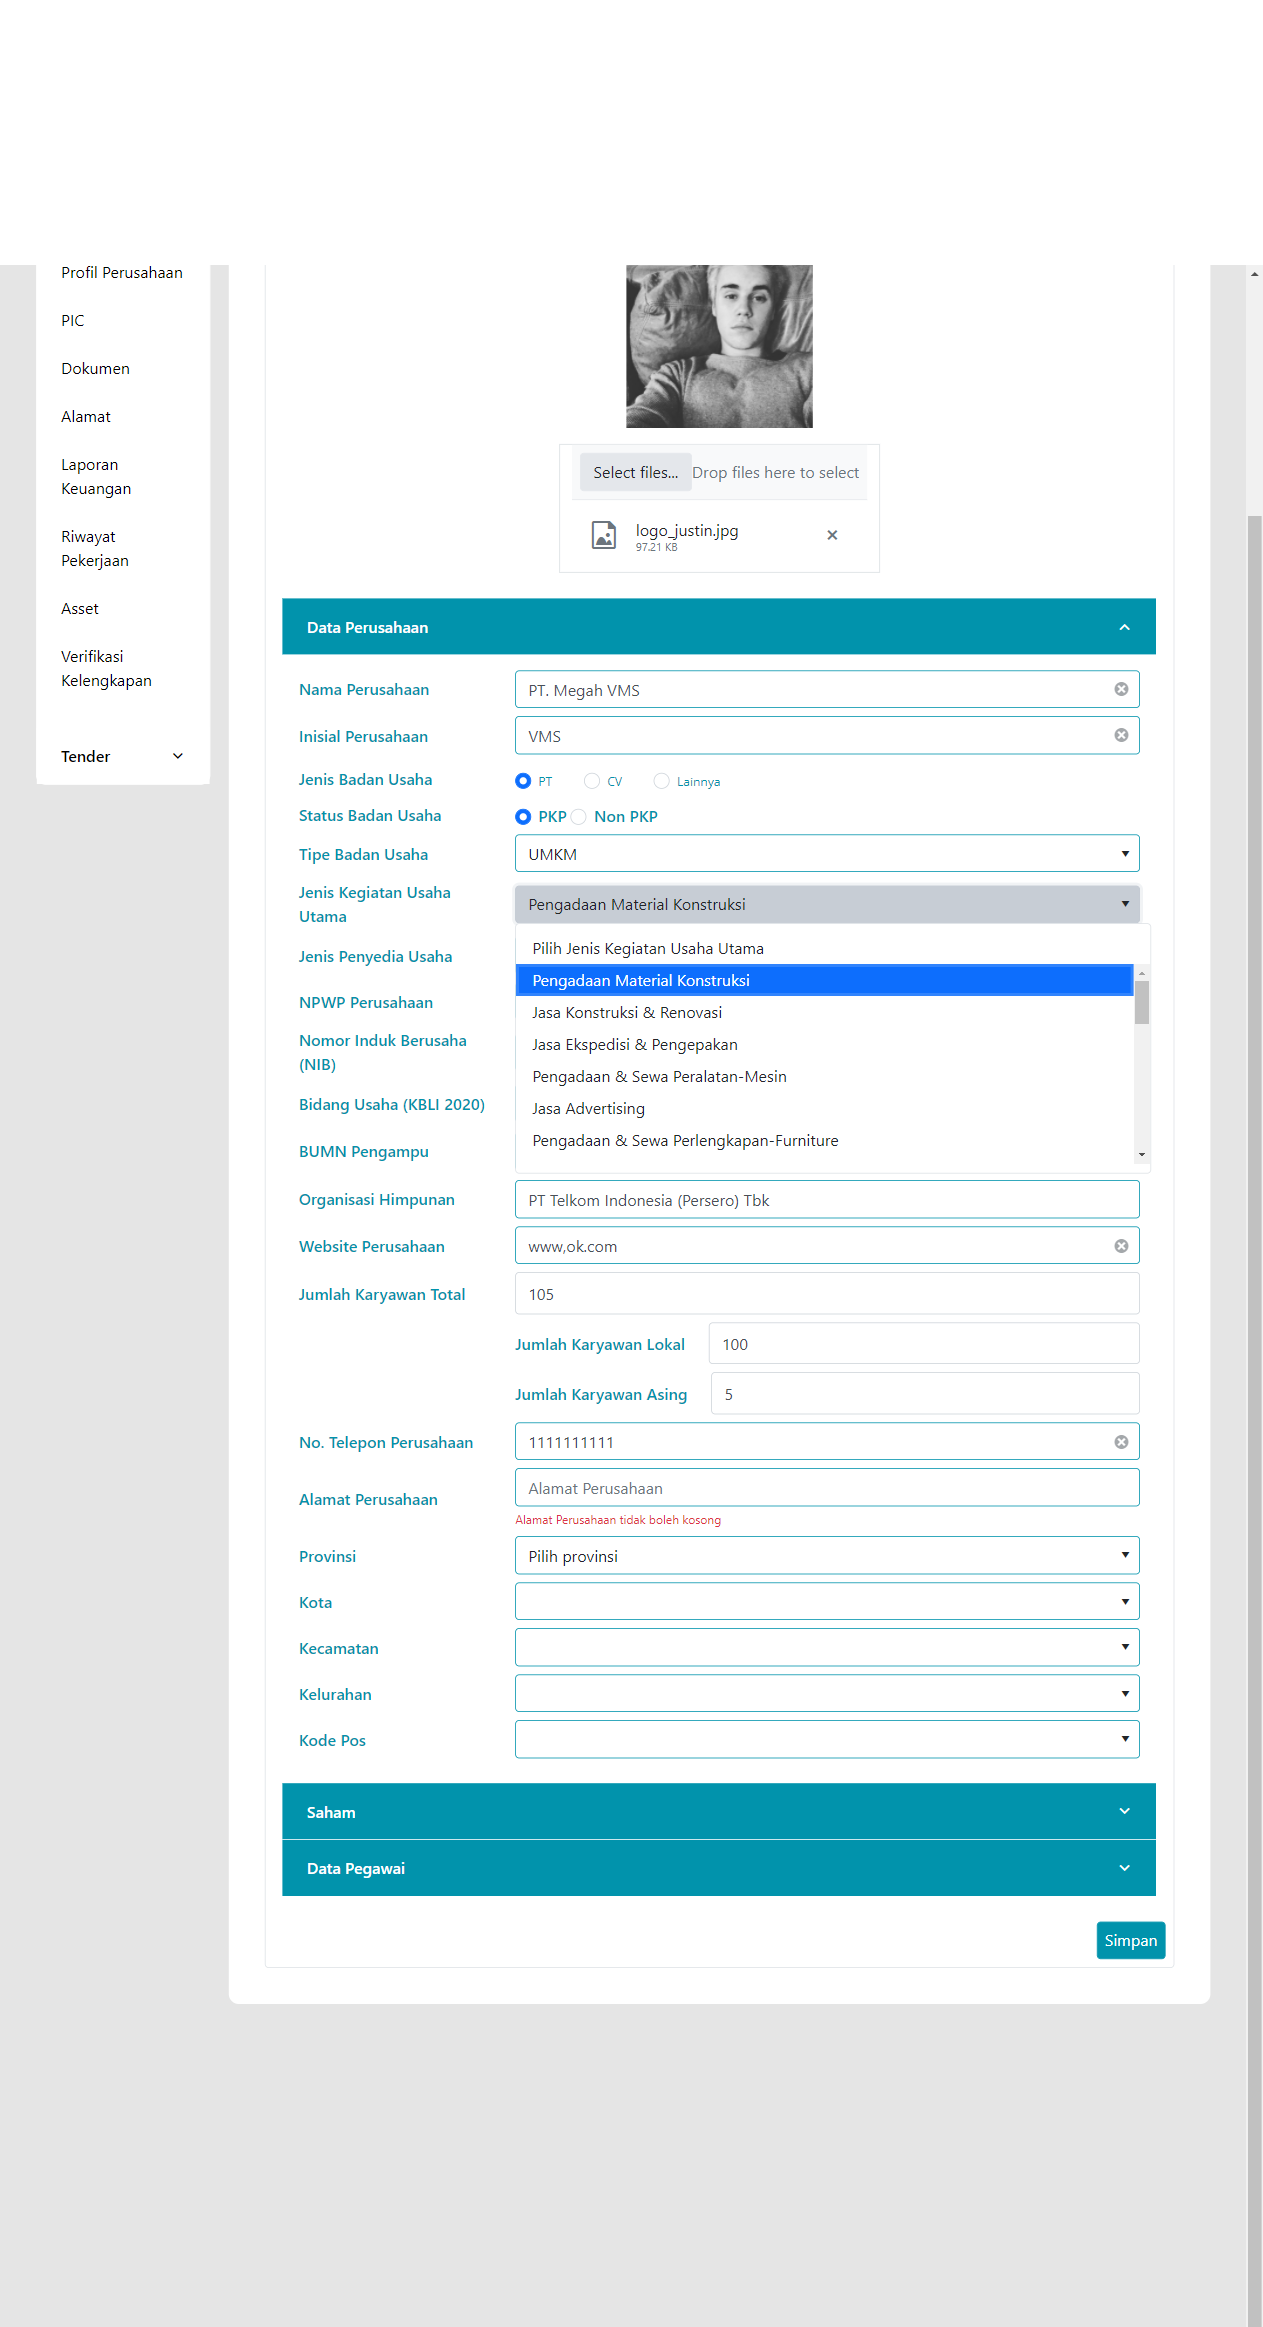 Profil Perusahaan
PIC
Dokumen
Alamat
Laporan
Keuangan
Riwayat
Pekerjaan
Asset
Verifikasi
Kelengkapan
Tender
Select files...
Drop files here to select
logo_justin.jpg
97.21 KB
Data Perusahaan
Nama Perusahaan
PT. Megah VMS
Inisial Perusahaan
VMS
Jenis Badan Usaha
PT
CV
Lainnya
Status Badan Usaha
PKP
Non PKP
Tipe Badan Usaha
UMKM
Jenis Kegiatan Usaha
Utama
Pengadaan Material Konstruksi
Pilih Jenis Kegiatan Usaha Utama
Pengadaan Material Konstruksi
Jasa Konstruksi & Renovasi
Jasa Ekspedisi & Pengepakan
Pengadaan & Sewa Peralatan-Mesin
Jasa Advertising
Pengadaan & Sewa Perlengkapan-Furniture
Jenis Penyedia Usaha
NPWP Perusahaan
Nomor Induk Berusaha
(NIB)
Bidang Usaha (KBLI 2020)
BUMN Pengampu
Organisasi Himpunan
PT Telkom Indonesia (Persero) Tbk
Website Perusahaan
www,ok.com
Jumlah Karyawan Total
105
Jumlah Karyawan Lokal
100
Jumlah Karyawan Asing
5
No. Telepon Perusahaan
1111111111
Alamat Perusahaan
Alamat Perusahaan
Alamat Perusahaan tidak boleh kosong
Provinsi
Pilih provinsi
Kota
Kecamatan
Kelurahan
Kode Pos
Saham
Data Pegawai
Simpan